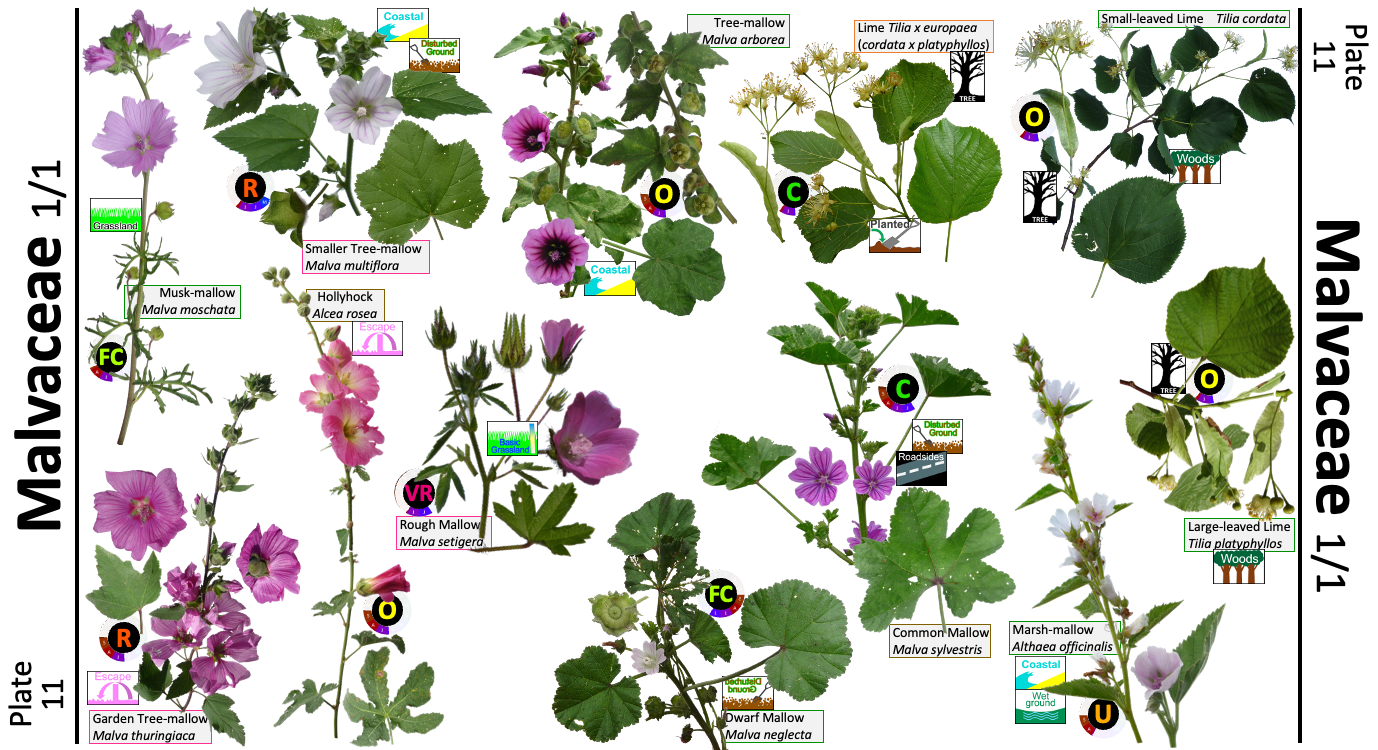 Malvaceae 1/1
Plate
11
Plate
11
Malvaceae 1/1
Grassland
Musk-mallow
Malva moschata
FC
Coastal
Disturbed
Ground
R
Smaller Tree-mallow
Malva multiflora
Tree-mallow
Malva arborea
O
Coastal
Lime Tilia x europaea
(cordata x platyphyllos)
TREE
C
Planted
Small-leaved Lime Tilia cordata
O
TREE
Woods
Hollyhock
Alcea rosea
Escape
O
Basic
Grassland
VR
Rough Mallow
Malva setigera
C
Disturbed
Ground
Roadsides
Common Mallow
Malva sylvestris
TREE
O
Large-leaved Lime
Tilia platyphyllos
Woods
R
Escape
Garden Tree-mallow
Malva thuringiaca
FC
Disturbed
Ground
Dwarf Mallow
Malva neglecta
Marsh-mallow
Althaea officinalis
Coastal
Wet
ground
U